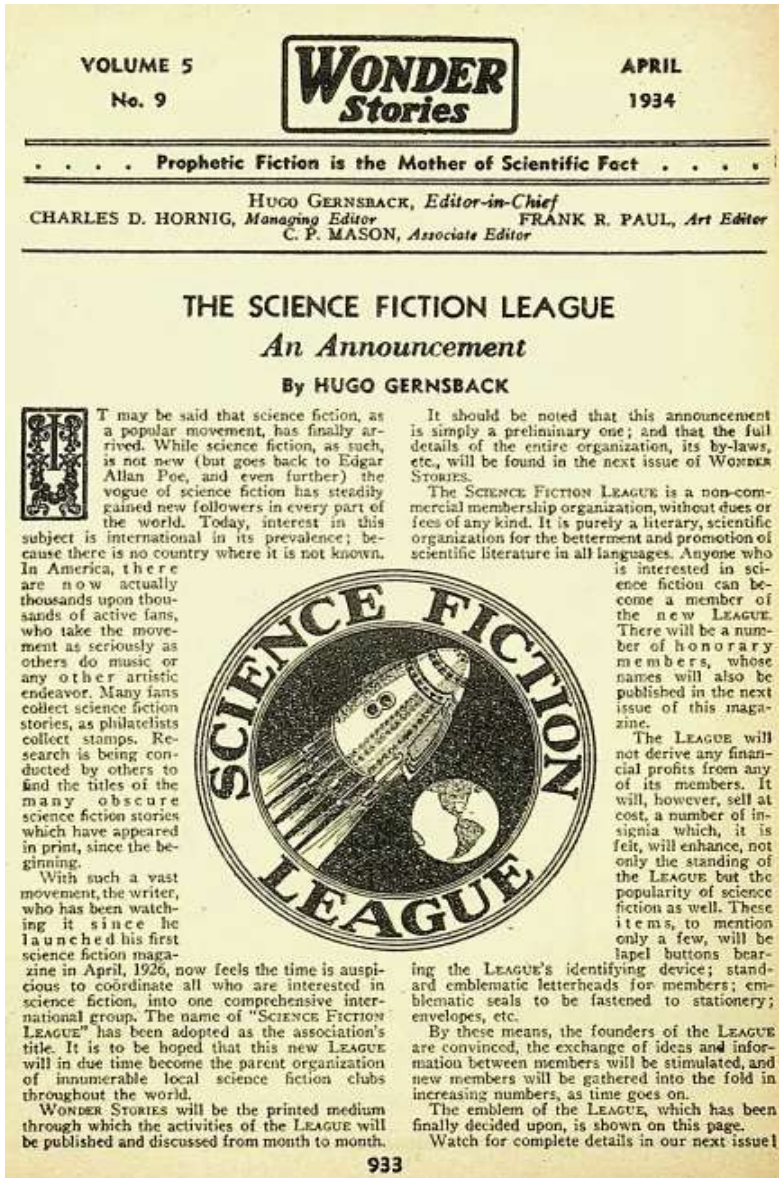 VOLUME 5
No. 9
WONDER
Stories
APRIL
1934
. . . . Prophetic Fiction is the Mother of Scientific Fact . . . .
HUGO GERNSBACK, Editor-in-Chief
CHARLES D. HORNIG, Managing Editor FRANK R. PAUL, Art Editor
C. P. MASON, Associate Editor
THE SCIENCE FICTION LEAGUE
An Announcement
By HUGO GERNSBACK
IT may be said that science fiction, as
a popular movement, has finally ar-
rived. While science fiction, as such,
is not new (but goes back to Edgar
Allan Poe, and even further) the
vogue of science fiction has steadily
gained new followers in every part of
the world. Today, interest in this
subject is international in its prevalence; be-
cause there is no country where it is not known.
In America, there
are now actually
thousands upon thou-
sands of active fans,
who take the move-
ment as seriously as
others do music or
any other artistic
endeavor. Many fans
collect science fiction
stories, as philatelists
collect stamps. Re-
search is being con-
ducted by others to
find the titles of the
many obscure
science fiction stories
which have appeared
in print, since the be-
ginning.
With such a vast
movement, the writer,
who has been watch-
ing it since he
launched his first
science fiction maga-
zine in April, 1926, now feels the time is auspi-
cious to coördinate all who are interested in
science fiction, into one comprehensive inter-
national group. The name of "SCIENCE FICTION
LEAGUE" has been adopted as the association's
title. It is to be hoped that this new LEAGUE
will in due time become the parent organization
of innumerable local science fiction clubs
throughout the world.
WONDER STORIES will be the printed medium
through which the activities of the LEAGUE will
be published and discussed from month to month.
SCIENCE FICTION
LEAGUE
It should be noted that this announcement
is simply a preliminary one; and that the full
details of the entire organization, its by-laws,
etc., will be found in the next issue of WONDER
STORIES.
The SCIENCE FICTION LEAGUE is a non-com-
mercial membership organization, without dues or
fees of any kind. It is purely a literary, scientific
organization for the betterment and promotion of
scientific literature in all languages. Anyone who
is interested in sci-
ence fiction can be-
come a member of
the new LEAGUE.
There will be a num-
ber of honorary
members, whose
names will also be
published in the next
issue of this maga-
zine.
The LEAGUE will
not derive any finan-
cial profits from any
of its members. It
will, however, sell at
cost, a number of in-
signia which, it is
felt, will enhance, not
only the standing of
the LEAGUE but the
popularity of science
fiction as well. These
items, to mention
only a few, will be
lapel buttons bear-
ing the LEAGUE'S identifying device; stand-
ard emblematic letterheads for members; em-
blematic seals to be fastened to stationery;
envelopes, etc.
By these means, the founders of the LEAGUE
are convinced, the exchange of ideas and infor-
mation between members will be stimulated, and
new members will be gathered into the fold in
increasing numbers, as time goes on.
The emblem of the LEAGUE, which has been
finally decided upon, is shown on this page.
Watch for complete details in our next issue!
933